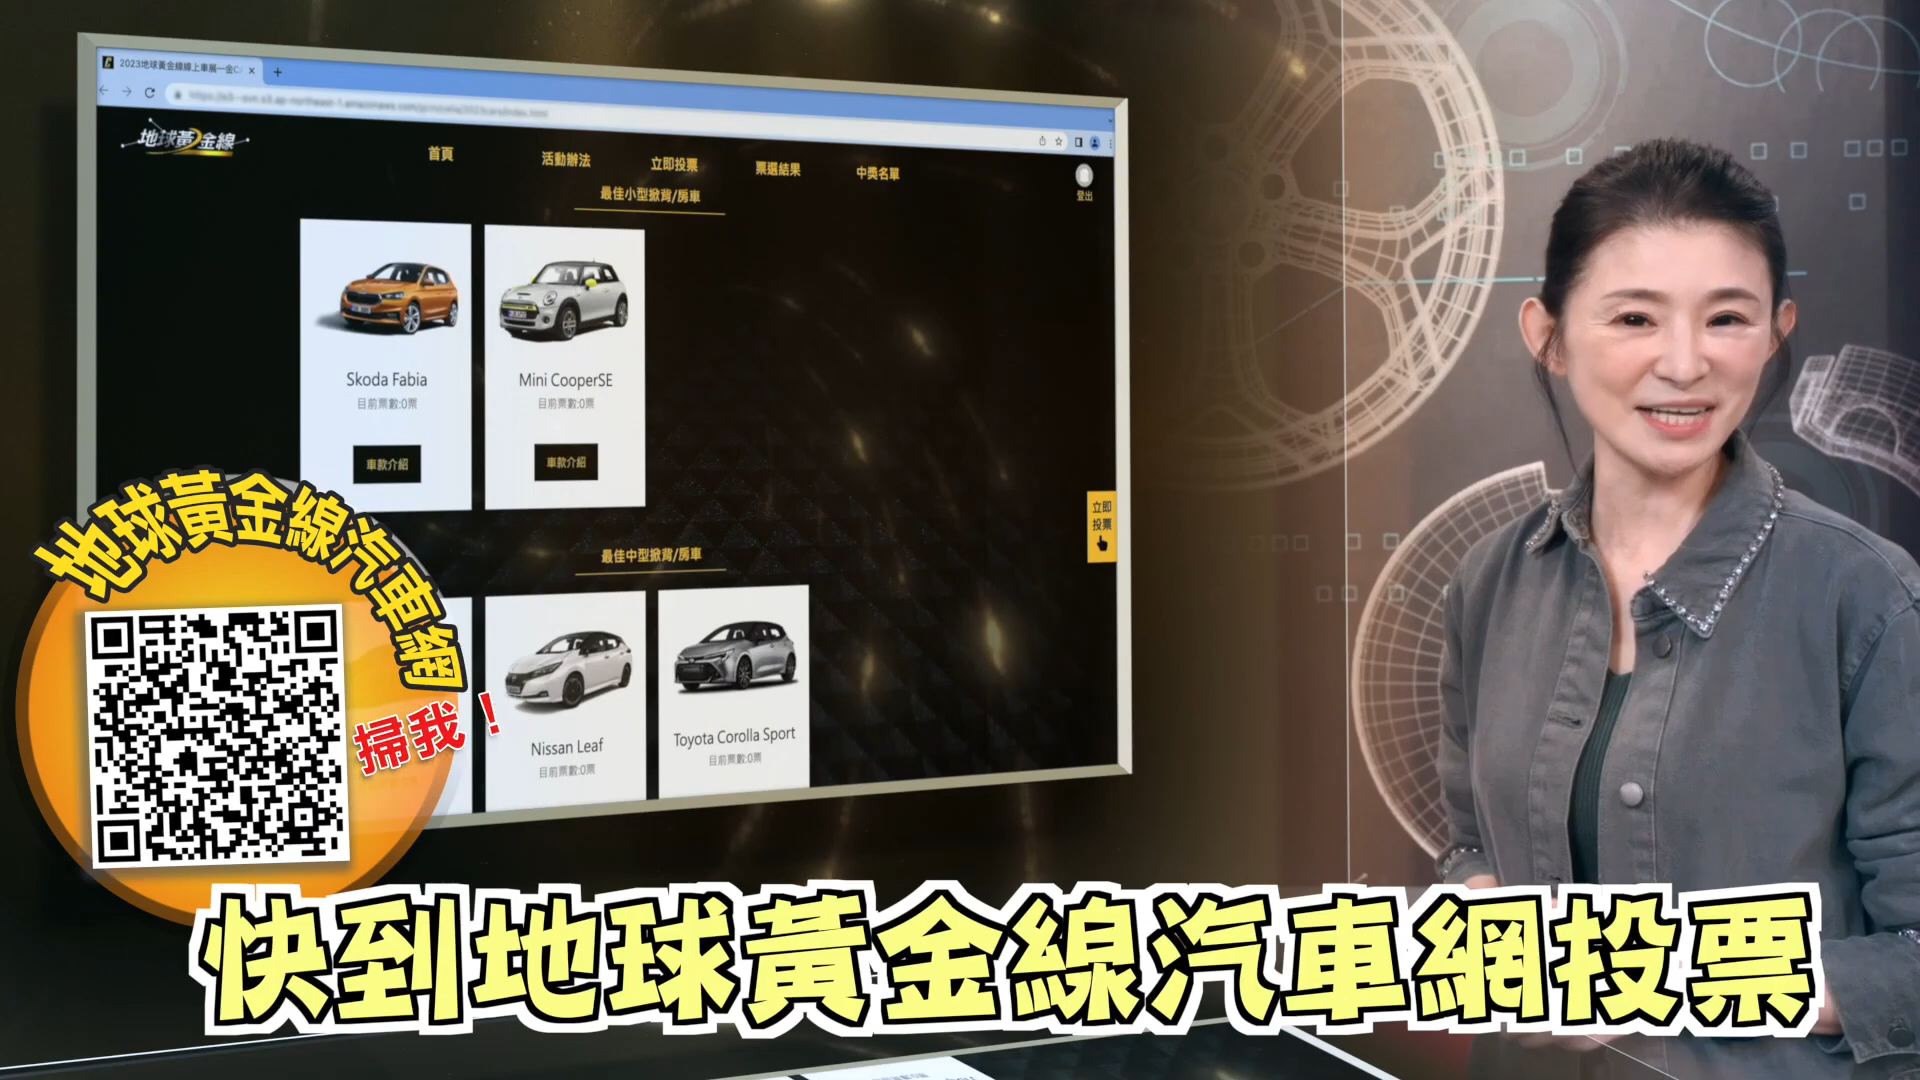 2023地球黃金線線上車展—金C
地球黃金線
首頁
活動辦法
立即投票
票選結果
中獎名單
登出
最佳小型掀背/房車
Skoda Fabia
目前票數:0票
車款介紹
Mini CooperSE
目前票數:0票
車款介紹
立即
投票
最佳中型掀背/房車
Nissan Leaf
目前票數:0票
Toyota Corolla Sport
目前票數:0票
地球黃金線汽車網
掃我！
快到地球黃金線汽車網投票